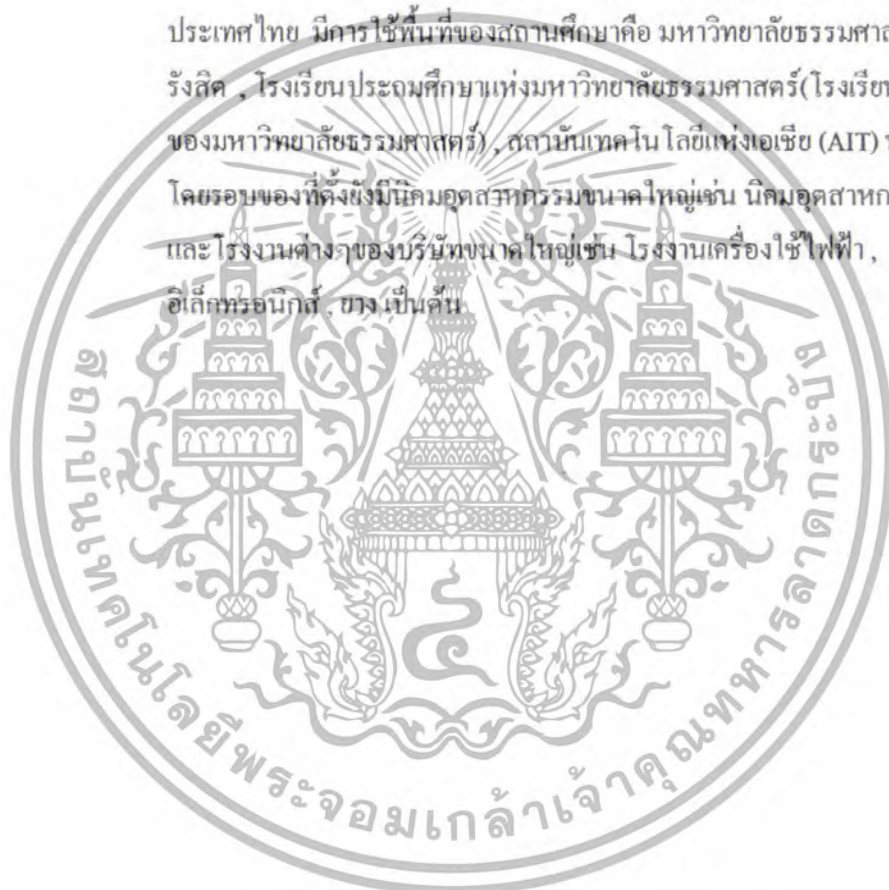 ประเทศไทย มีการใช้พื้นที่ของสถานศึกษาคือ มหาวิทยาลัยธรรมศาส
รังสิต , โรงเรียนประถมศึกษาแห่งมหาวิทยาลัยธรรมศาสตร์(โรงเรียน
ของมหาวิทยาลัยธรรมศาสตร์) , สถาบันเทคโนโลยีแห่งเอเชีย (AIT)
โดยรอบของที่ตั้งยังมีนิคมอุตสาหกรรมขนาดใหญ่เช่น นิคมอุตสาหก
และโรงงานต่างๆของบริษัทขนาดใหญ่เช่น โรงงานเครื่องใช้ไฟฟ้า ,
อิเล็กทรอนิกส์ , ยาง เป็นต้น
สถาบันเทคโนโลยีพระจอมเกล้าเจ้าคุณทหารลาดกระบัง
๔